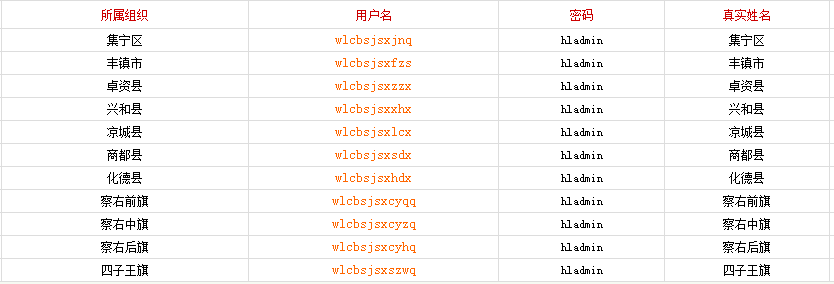 所属组织 用户名 密码 真实姓名
集宁区 wlcbsjsxjnq hladmin 集宁区
丰镇市 wlcbsjsxfzs hladmin 丰镇市
卓资县 wlcbsjsxzzx hladmin 卓资县
兴和县 wlcbsjsxxhx hladmin 兴和县
凉城县 wlcbsjsxlcx hladmin 凉城县
商都县 wlcbsjsxsdx hladmin 商都县
化德县 wlcbsjsxhdx hladmin 化德县
察右前旗 wlcbsjsxcyqq hladmin 察右前旗
察右中旗 wlcbsjsxcyzq hladmin 察右中旗
察右后旗 wlcbsjsxcyhq hladmin 察右后旗
四子王旗 wlcbsjsxszwq hladmin 四子王旗